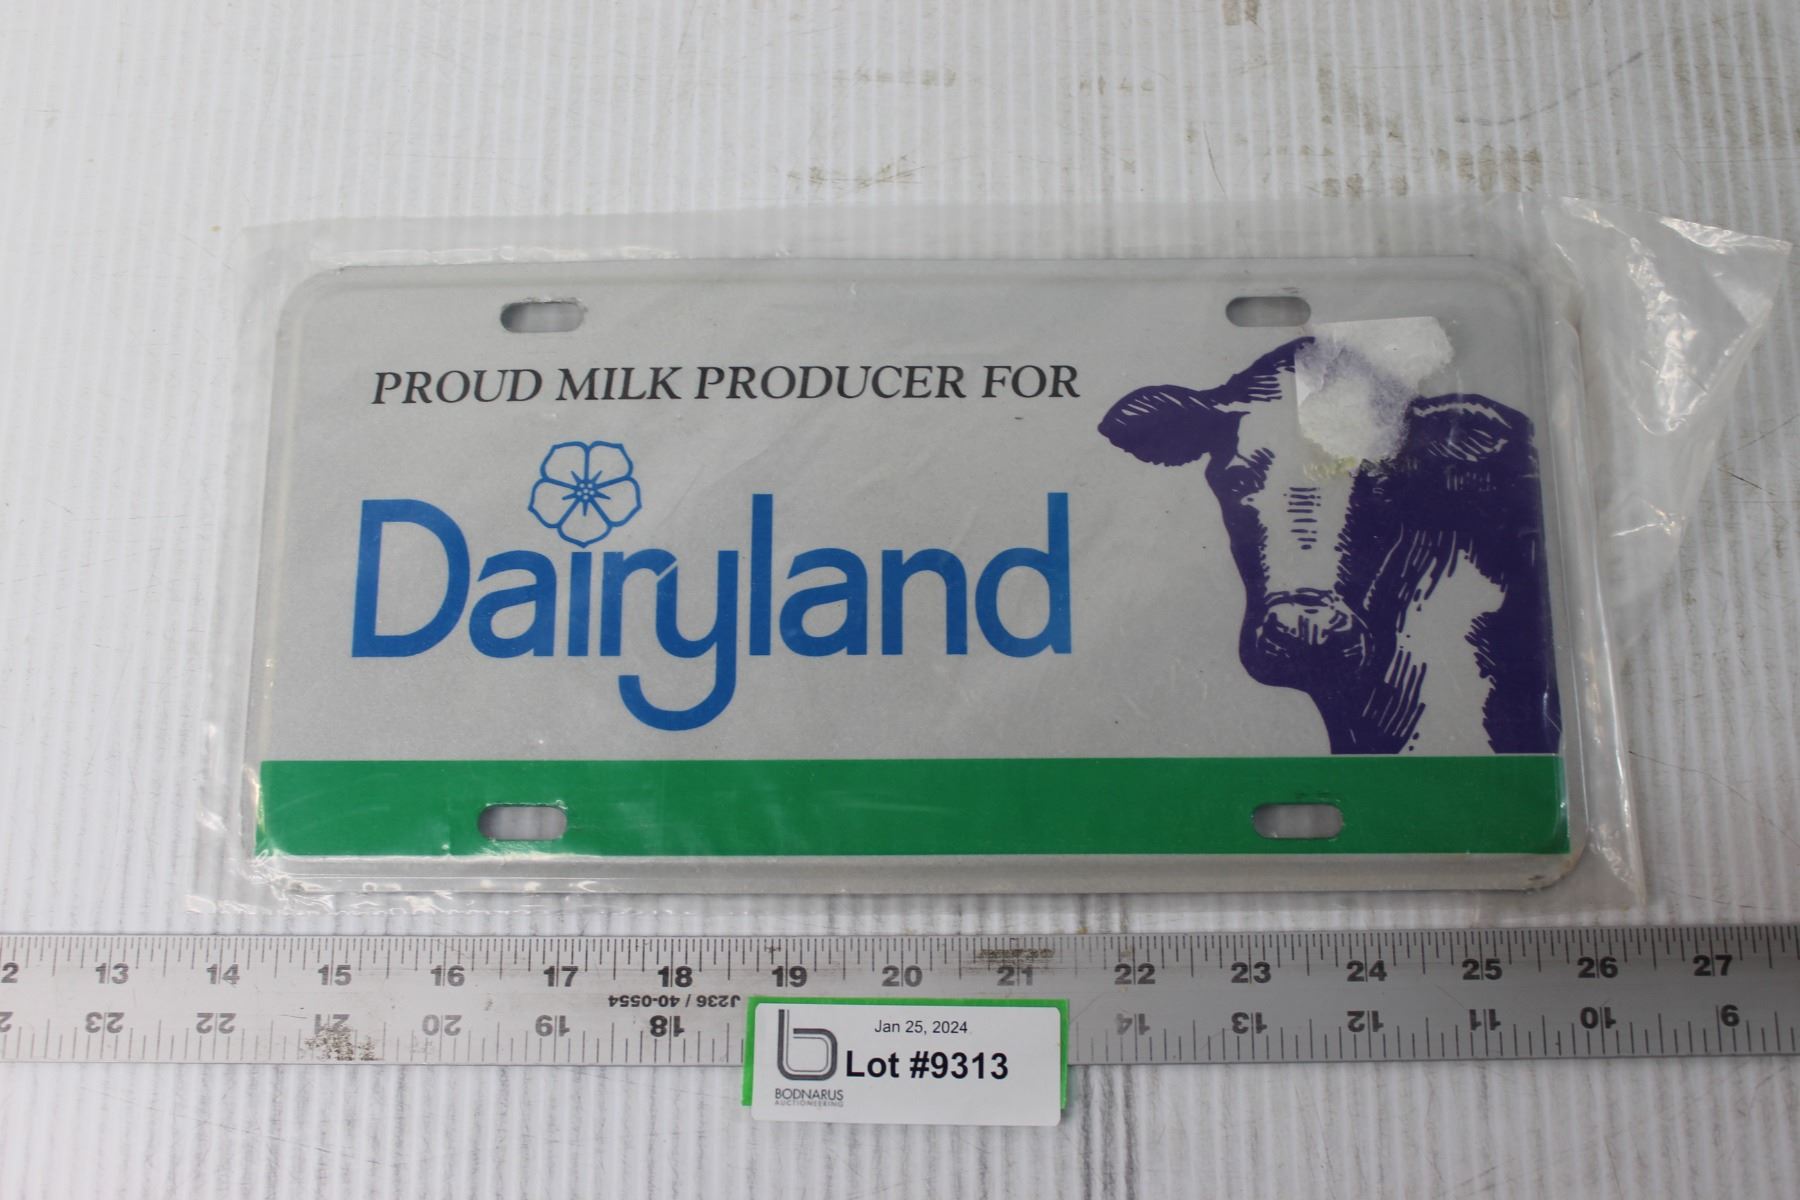 PROUD MILK PRODUCER FOR
Dairyland
12 13 14 15 16 17 18 19 20 21 22 23 24 25 26 27
J236 / 40-0554
23 22 21 20 19 18 14 13 12 11 10 9
Jan 25, 2024
Lot #9313
BODNARUS
AUCTIONEERING